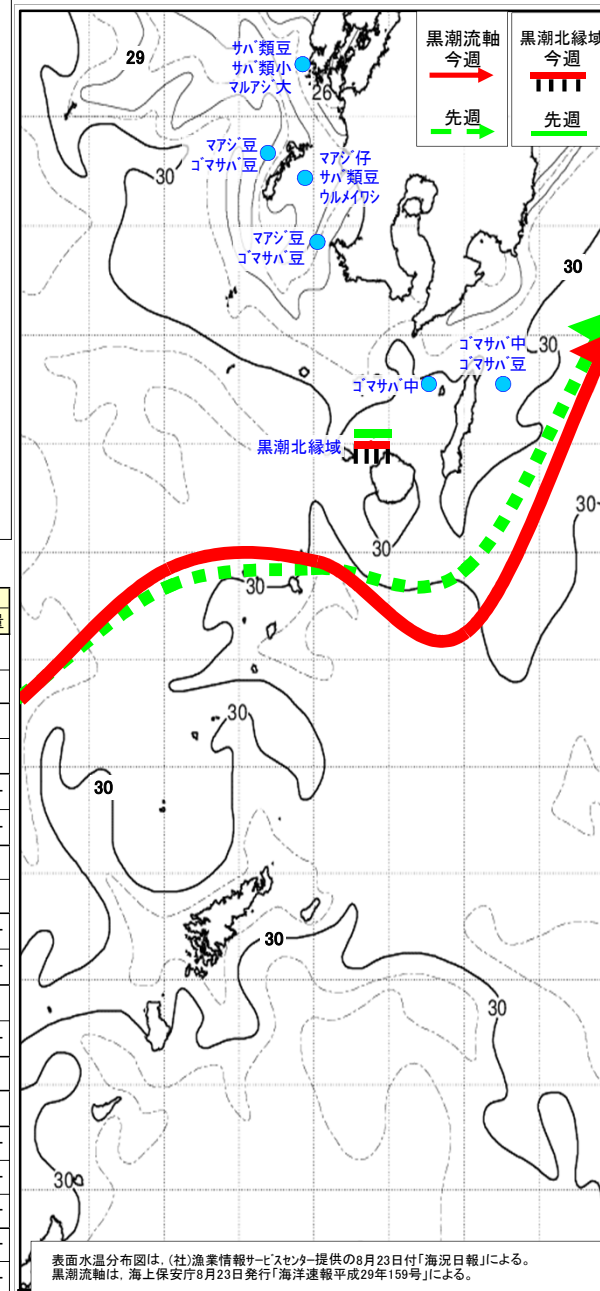 黒潮流軸
今週
先週
黒潮北縁域
今週
先週
29
サバ類豆
サバ類小
マルアジ大
26
マアジ豆
ゴマサバ豆
30
マアジ仔
サバ類豆
ウルメイワシ
マアジ豆
ゴマサバ豆
30
ゴマサバ中
ゴマサバ豆
30
ゴマサバ中
黒潮北縁域
30
30
30
30
30
30
30
30
表面水温分布図は，(社)漁業情報サービスセンター提供の8月23日付「海況日報」による。
黒潮流軸は，海上保安庁8月23日発行「海洋速報平成29年159号」による。